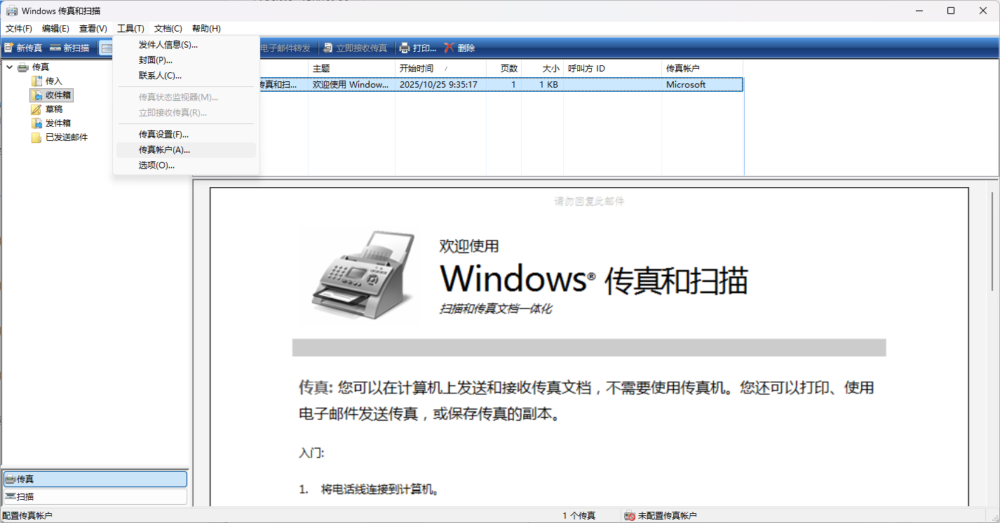 Windows 传真和扫描
文件(F) 编辑(E) 查看(V) 工具(T) 文档(C) 帮助(H)
新传真 新扫描 电子邮件转发 立即接收传真 打印... 删除
发件人信息(S)...
封面(P)...
联系人(C)...
传真状态监视器(M)...
立即接收传真(R)...
传真设置(F)...
传真帐户(A)...
选项(O)...
传真
传入
收件箱
草稿
发件箱
已发送邮件
主题 开始时间 页数 大小 呼叫方 ID 传真帐户
传真和扫... 欢迎使用 Window... 2025/10/25 9:35:17 1 1 KB Microsoft
请勿回复此邮件
欢迎使用
Windows® 传真和扫描
扫描和传真文档一体化
传真: 您可以在计算机上发送和接收传真文档，不需要使用传真机。您还可以打印、使用
电子邮件发送传真，或保存传真的副本。
入门:
1. 将电话线连接到计算机。
传真
扫描
配置传真帐户 1 个传真 未配置传真帐户